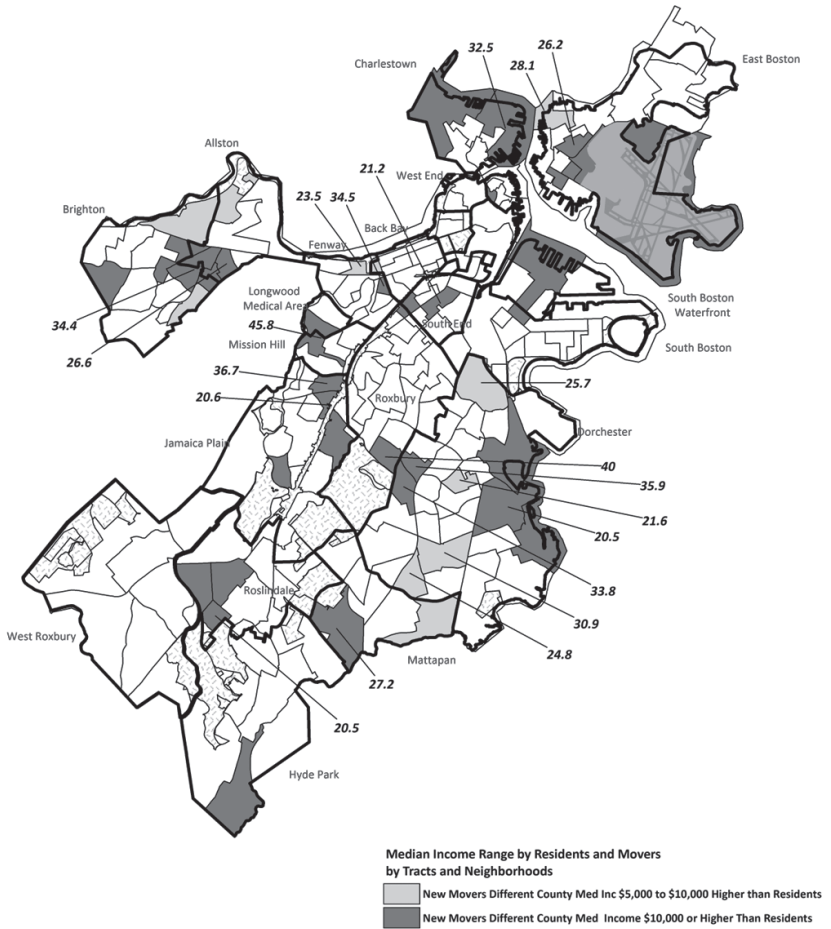 32.5
26.2
Charlestown
28.1
East Boston
Allston
21.2
West End
23.5
34.5
Brighton
Back Bay
Fenway
Longwood
Medical Area
South Boston
Waterfront
34.4
45.8
South End
Mission Hill
South Boston
26.6
36.7
25.7
20.6
Roxbury
Dorchester
Jamaica Plain
40
35.9
21.6
20.5
33.8
Roslindale
30.9
West Roxbury
24.8
Mattapan
27.2
20.5
Hyde Park
Median Income Range by Residents and Movers
by Tracts and Neighborhoods
New Movers Different County Med Inc $5,000 to $10,000 Higher than Residents
New Movers Different County Med Income $10,000 or Higher Than Residents